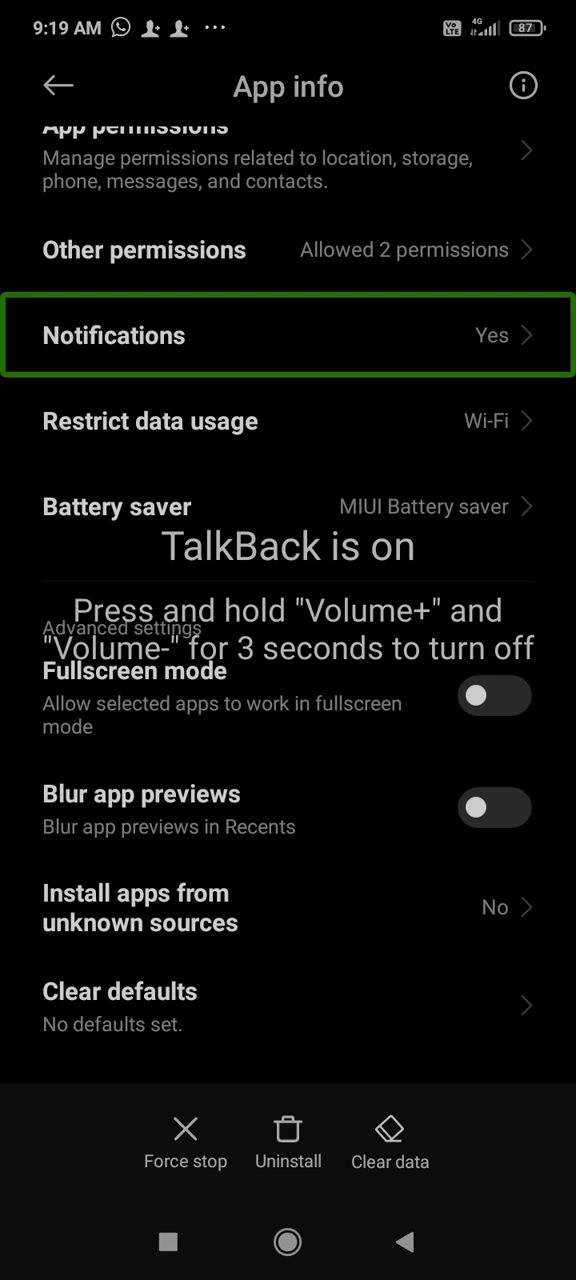 9:19 AM
Vo LTE 4G 87
App info
App permissions
Manage permissions related to location, storage,
phone, messages, and contacts.
Other permissions Allowed 2 permissions
Notifications Yes
Restrict data usage Wi-Fi
Battery saver MIUI Battery saver
TalkBack is on
Press and hold "Volume+" and
"Volume-" for 3 seconds to turn off
Advanced settings
Fullscreen mode
Allow selected apps to work in fullscreen
mode
Blur app previews
Blur app previews in Recents
Install apps from
unknown sources No
Clear defaults
No defaults set.
Force stop Uninstall Clear data